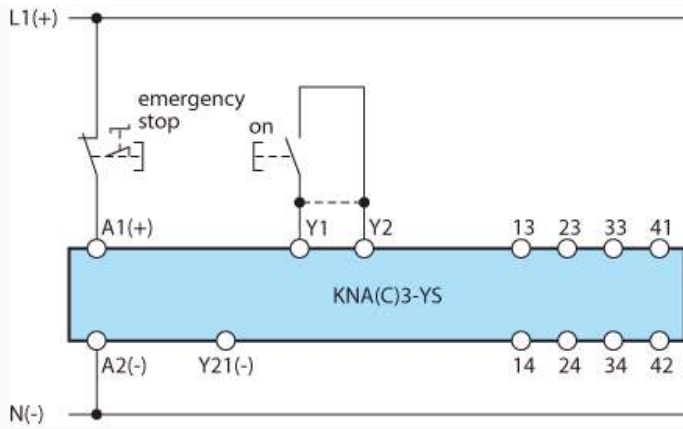 L1(+)
emergency
stop
on
A1(+) Y1 Y2 13 23 33 41
KNA(C)3-YS
A2(-) Y21(-) 14 24 34 42
N(-)